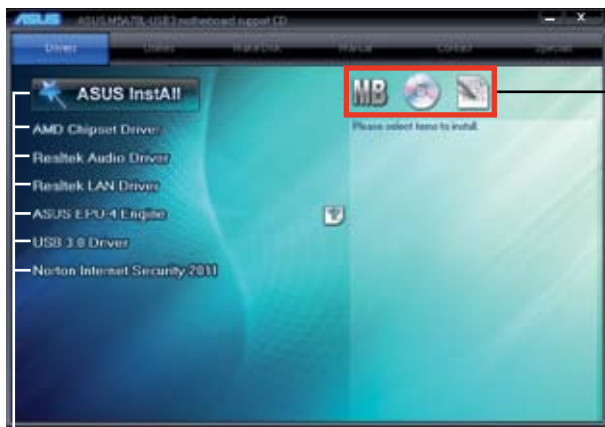 ASUS ASUS M5A78L-USB3 motherboard support CD
Drivers Utilities Make Disk Manual Contact Specials
ASUS InstAll
MB
AMD Chipset Driver
Please select items to install.
Realtek Audio Driver
Realtek LAN Driver
ASUS EPU-4 Engine
?
USB 3.0 Driver
Norton Internet Security 2011